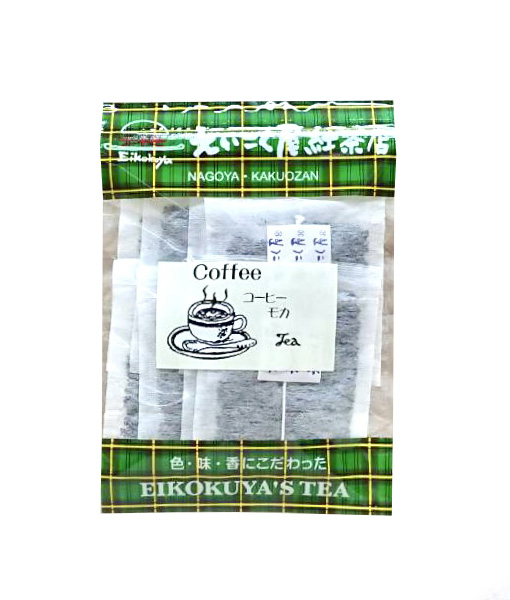 えいこく屋紅茶店
Eikokuya
NAGOYA・KAKUOZAN
Coffee
コーヒー
モカ
Tea
色・味・香にこだわった
EIKOKUYA'S TEA